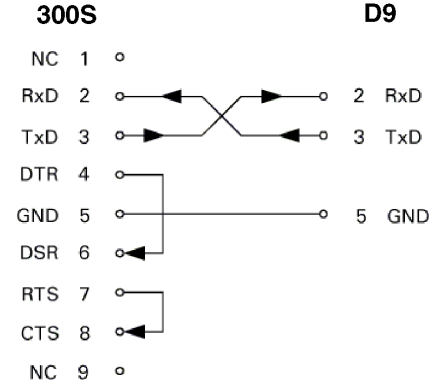 300S D9
NC 1
RxD 2 2 RxD
TxD 3 3 TxD
DTR 4
GND 5 5 GND
DSR 6
RTS 7
CTS 8
NC 9